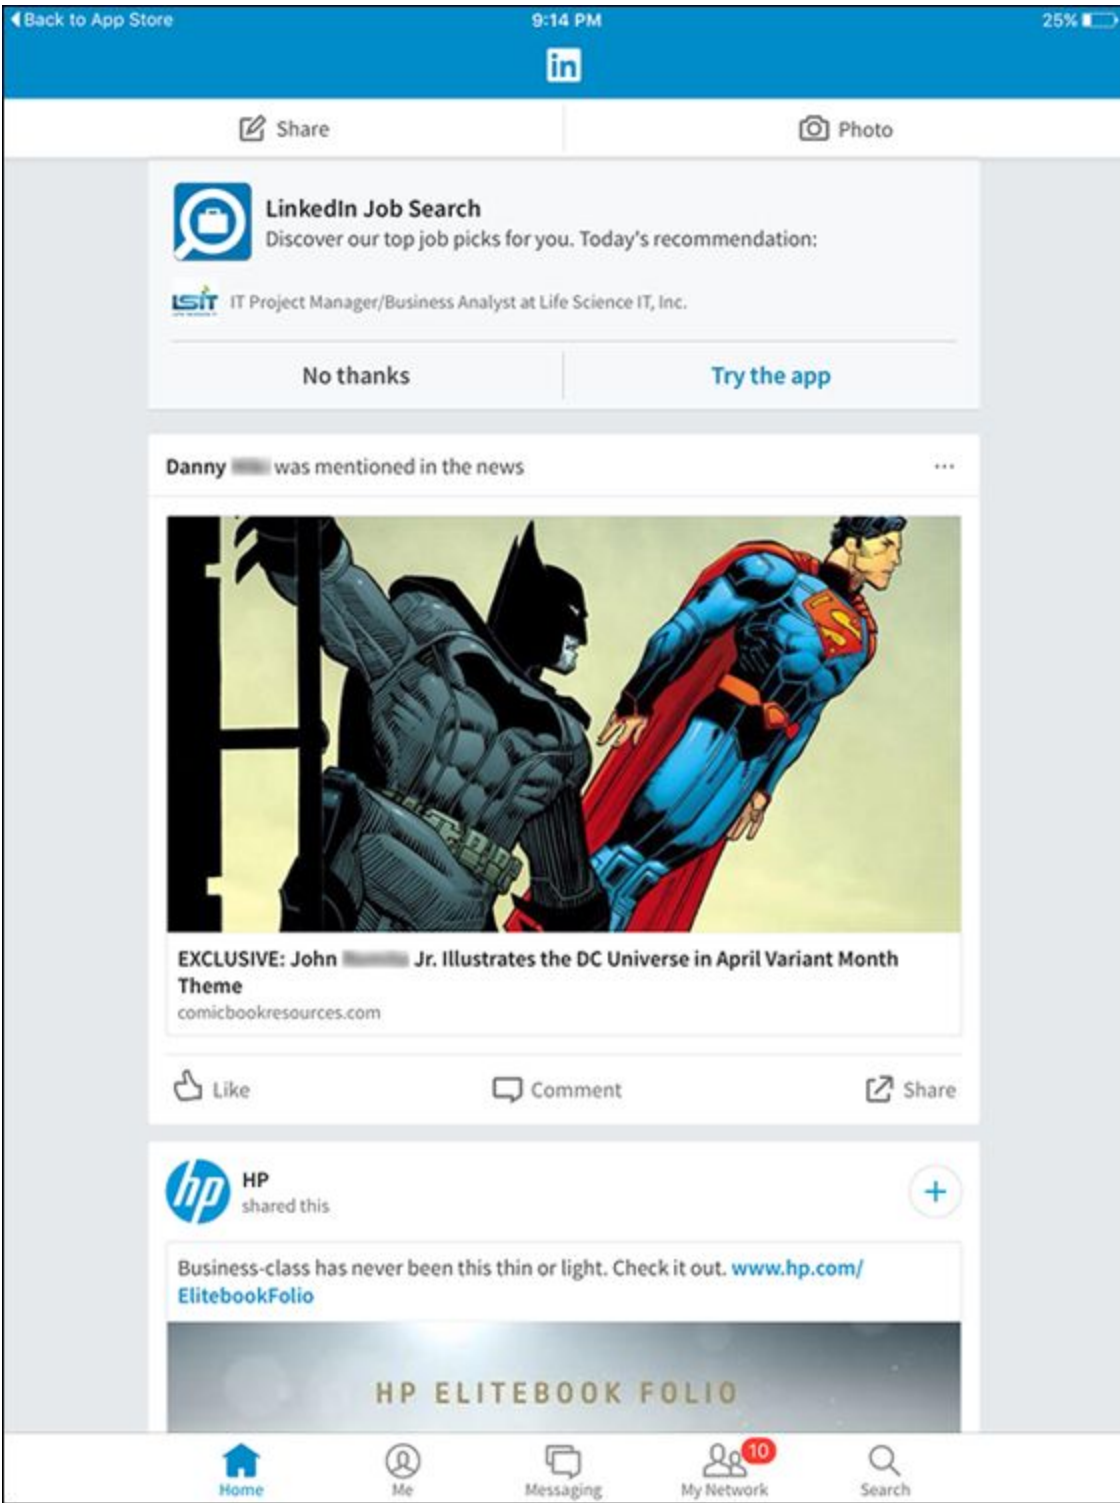 Back to App Store 9:14 PM 25%
in
Share Photo
LinkedIn Job Search
Discover our top job picks for you. Today's recommendation:
LSIT IT Project Manager/Business Analyst at Life Science IT, Inc.
No thanks Try the app
Danny was mentioned in the news
S
EXCLUSIVE: John Jr. Illustrates the DC Universe in April Variant Month
Theme
comicbookresources.com
Like Comment Share
hp HP
shared this
Business-class has never been this thin or light. Check it out. www.hp.com/
ElitebookFolio
HP ELITEBOOK FOLIO
10
Home Me Messaging My Network Search